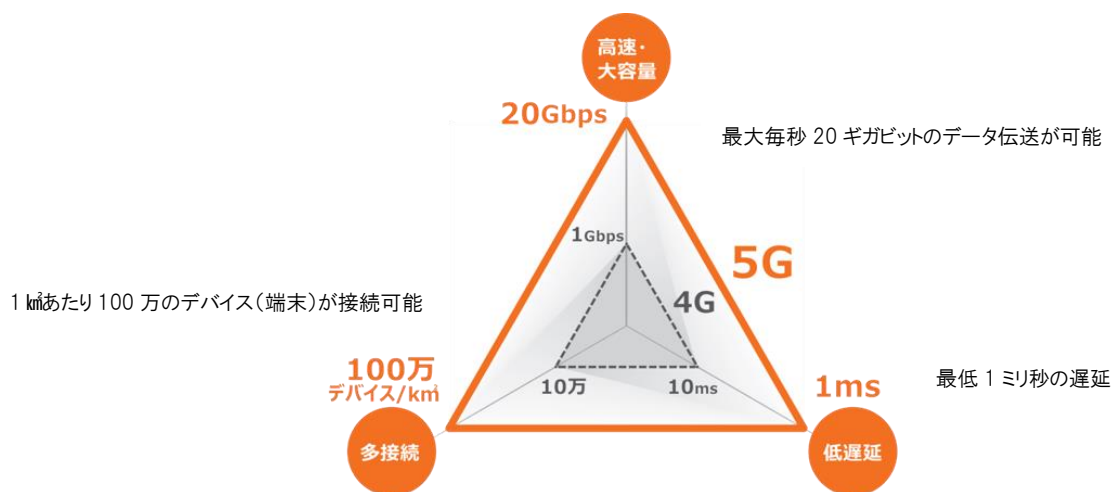 高速・
大容量
20Gbps
最大毎秒 20 ギガビットのデータ伝送が可能
1Gbps
5G
4G
1 ㎢あたり 100 万のデバイス（端末）が接続可能
100万
デバイス/㎢
10万
10ms
1ms
最低 1 ミリ秒の遅延
多接続
低遅延